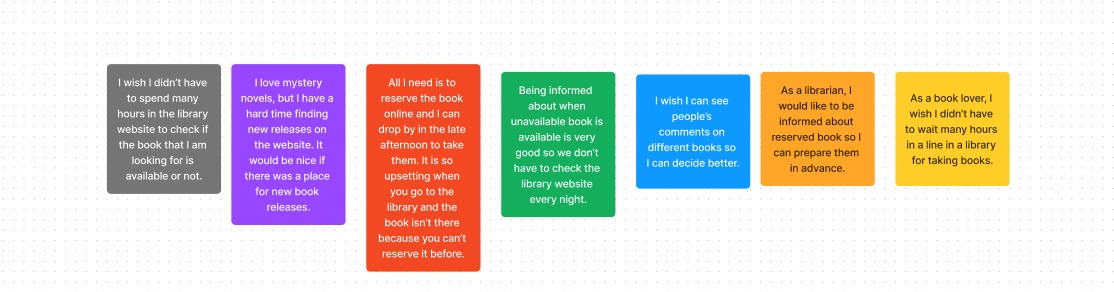 I wish I didn't have
to spend many
hours in the library
website to check if
the book that I am
looking for is
available or not.
I love mystery
novels, but I have a
hard time finding
new releases on
the website. It
would be nice if
there was a place
for new book
releases.
All I need is to
reserve the book
online and I can
drop by in the late
afternoon to take
them. It is so
upsetting when
you go to the
library and the
book isn't there
because you can't
reserve it before.
Being informed
about when
unavailable book is
available is very
good so we don't
have to check the
library website
every night.
I wish I can see
people's
comments on
different books so
I can decide better.
As a librarian, I
would like to be
informed about
reserved book so I
can prepare them
in advance.
As a book lover, I
wish I didn't have
to wait many hours
in a line in a library
for taking books.